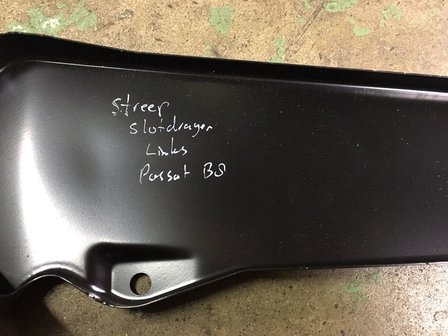 Streep
Slotdrager
Links
Passat B8